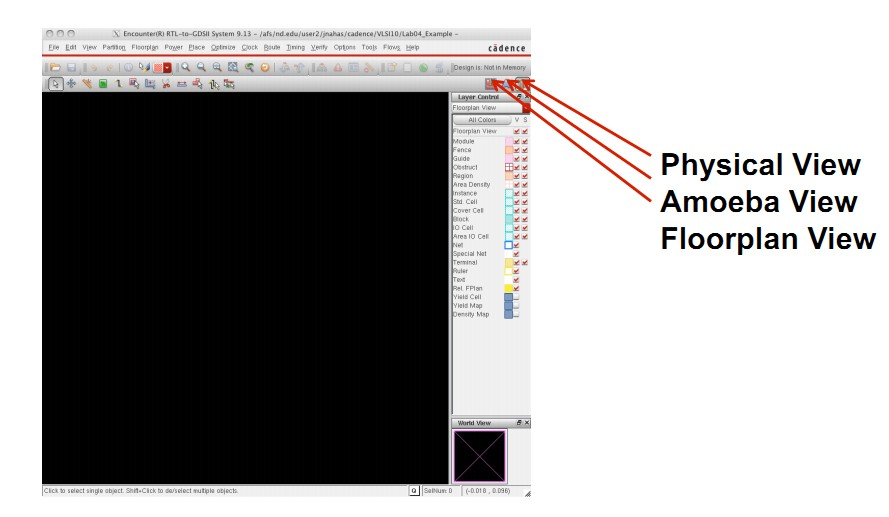 Encounter(R) RTL-to-GDSII System 9.13 - /afs/nd.edu/user2/jnahas/cadence/VLSI10/Lab04_Example -
File Edit View Partition Floorplan Power Place Optimize Clock Route Timing Verify Options Tools Flows Help cādence
Design is: Not in Memory
Layer Control
Floorplan View
All Colors V S
Floorplan View
Module
Fence
Guide
Obstruct
Region
Area Density
Instance
Std. Cell
Cover Cell
Block
IO Cell
Area IO Cell
Net
Special Net
Terminal
Ruler
Text
Rel. FPlan
Yield Cell
Yield Map
Density Map
Physical View
Amoeba View
Floorplan View
World View
Click to select single object. Shift+Click to de/select multiple objects. Q SelNum: 0 (-0.018 , 0.096)